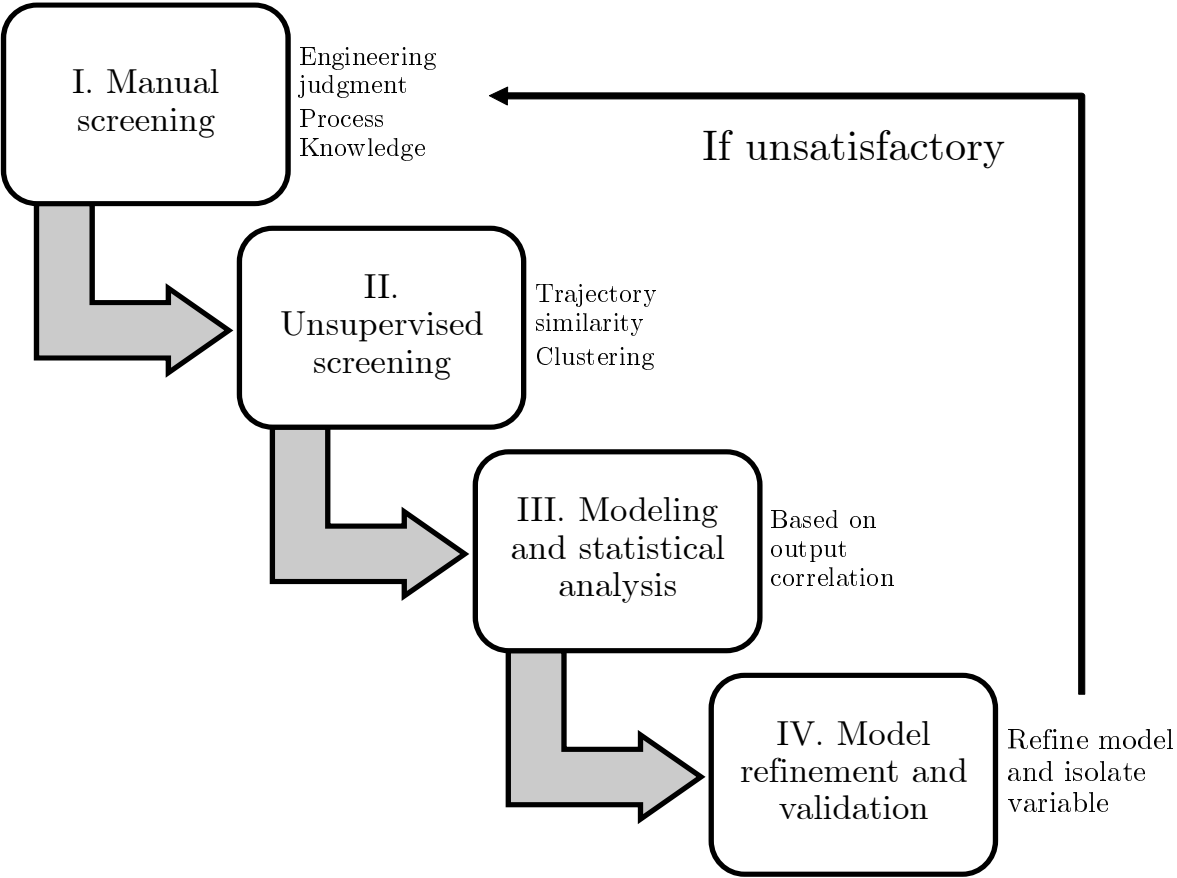 I. Manual
screening
Engineering
judgment
Process
Knowledge
If unsatisfactory
II.
Unsupervised
screening
Trajectory
similarity
Clustering
III. Modeling
and statistical
analysis
Based on
output
correlation
IV. Model
refinement and
validation
Refine model
and isolate
variable